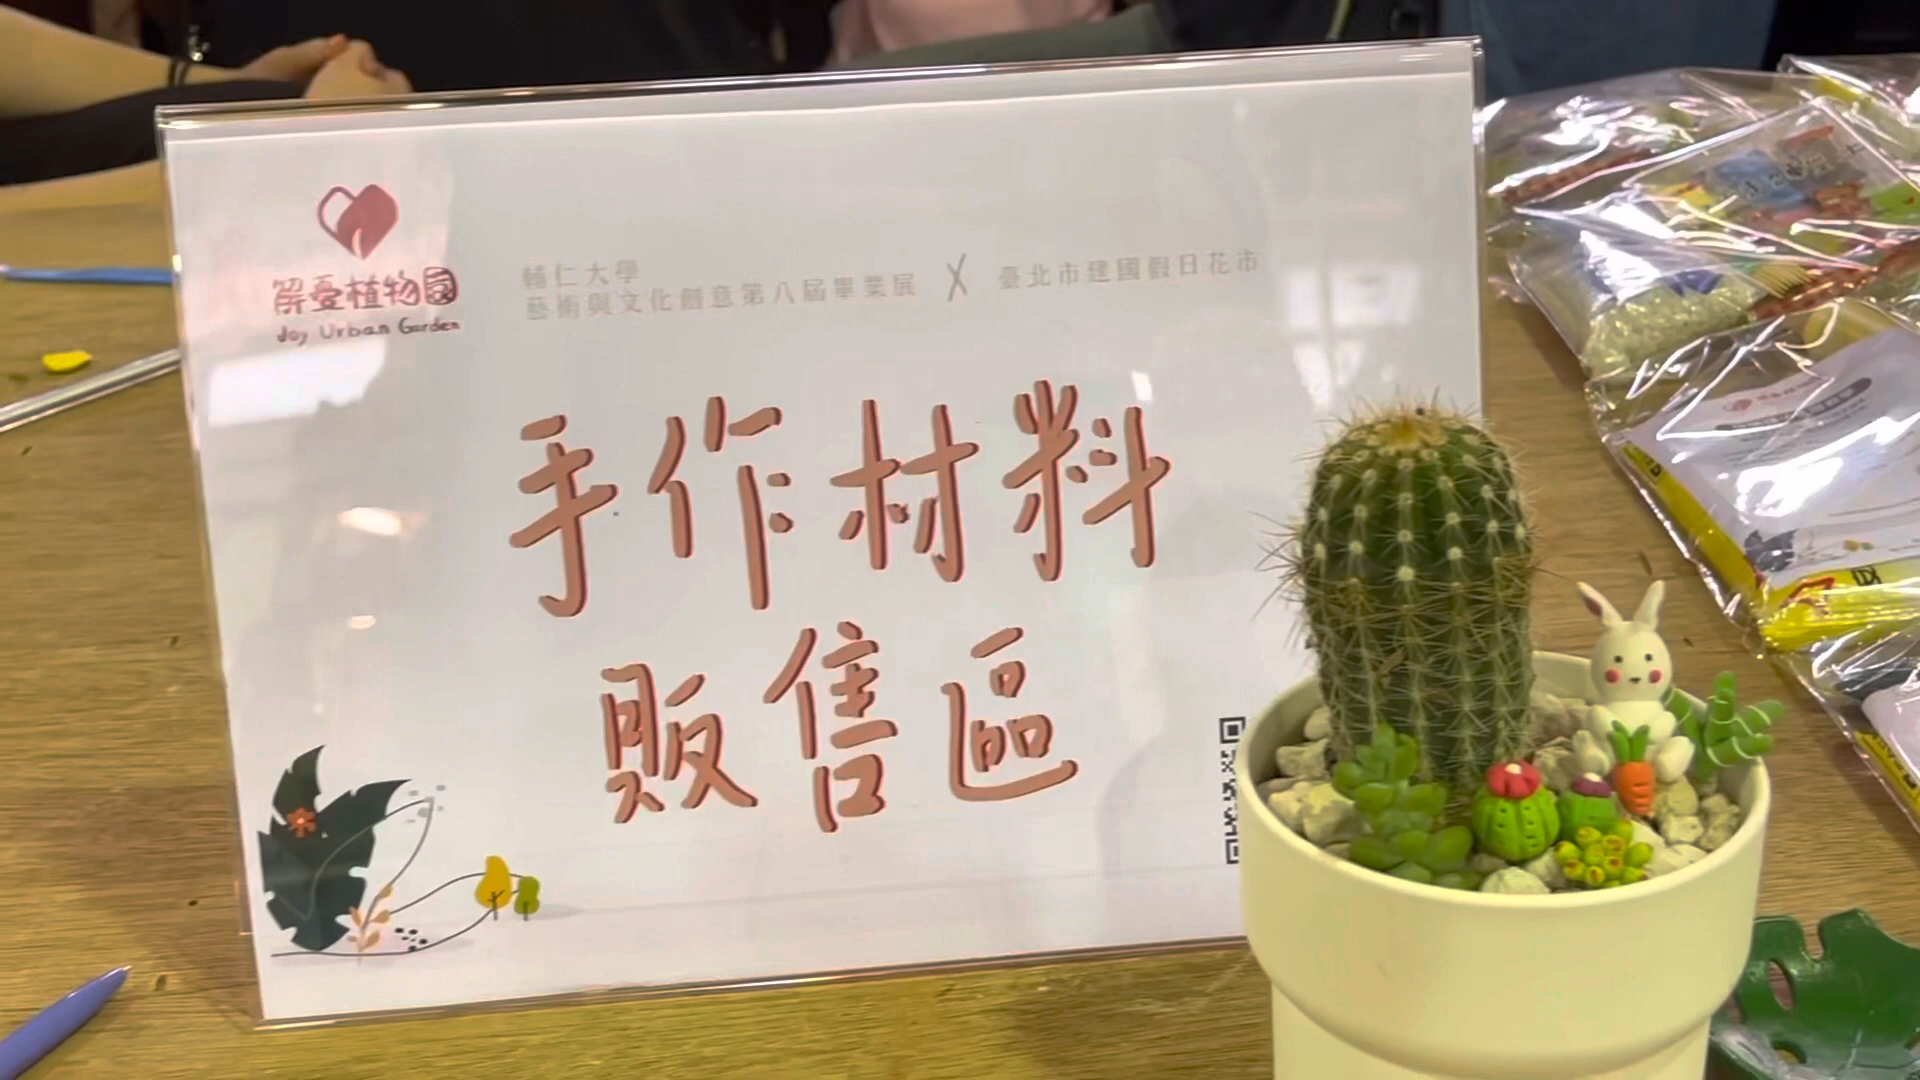 解憂植物園
Joy Urban Garden
輔仁大學
藝術與文化創意第八屆畢業展 X 臺北市建國假日花市
手作材料
販售區